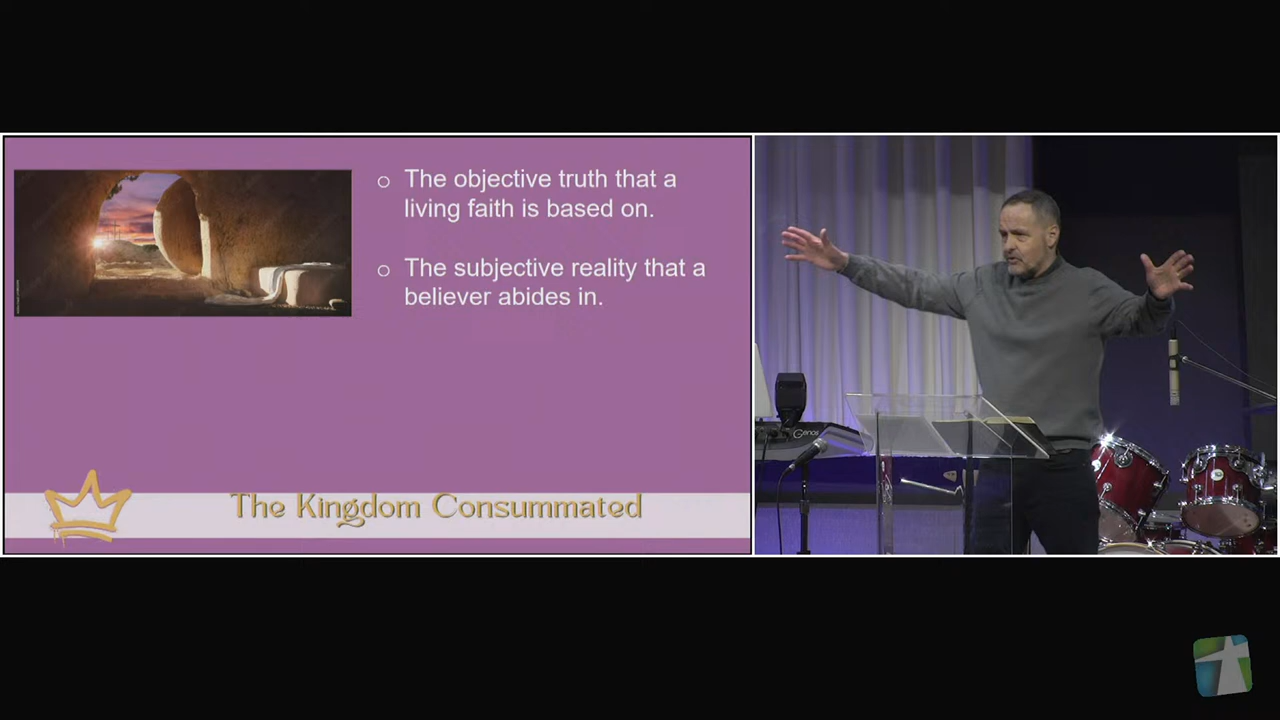 The objective truth that a
living faith is based on.
The subjective reality that a
believer abides in.
The Kingdom Consummated
Genos